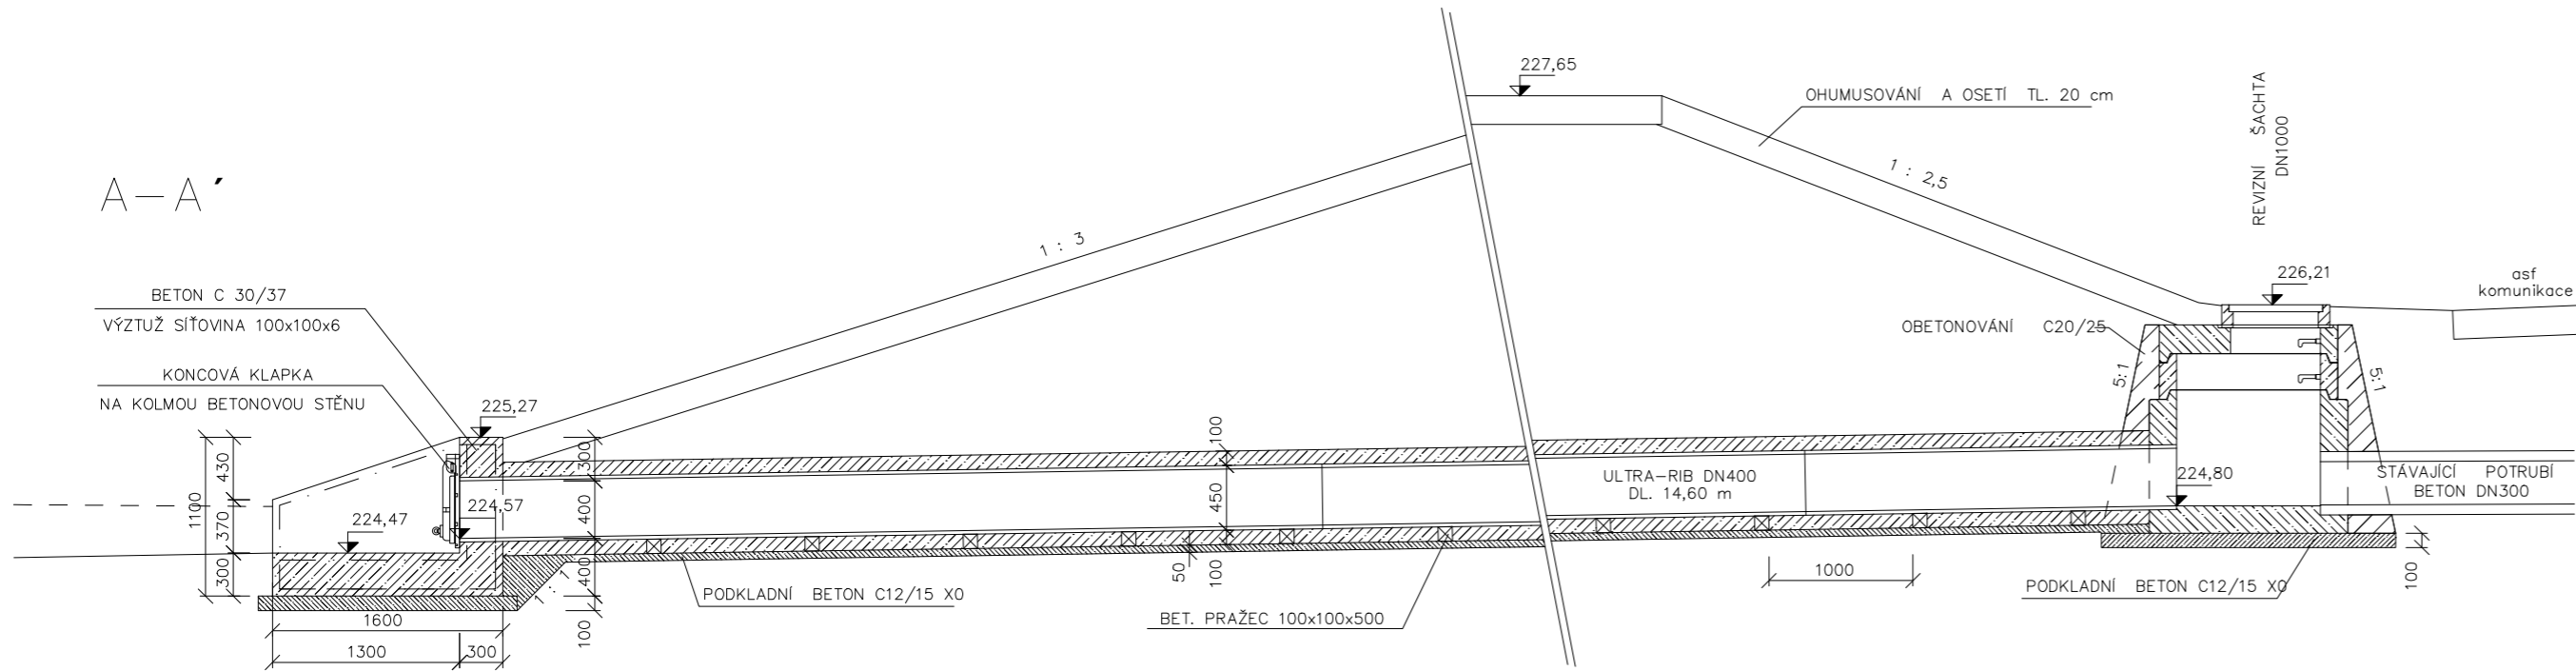 A-A´
227,65
OHUMUSOVÁNÍ A OSETÍ TL. 20 cm
REVIZNÍ ŠACHTA
DN1000
1 : 2,5
1 : 3
226,21
asf
komunikace
BETON C 30/37
VÝZTUŽ SÍŤOVINA 100x100x6
OBETONOVÁNÍ C20/25
KONCOVÁ KLAPKA
NA KOLMOU BETONOVOU STĚNU
5:1
5:1
225,27
430
370
300
1100
224,47
224,57
300
400
400
100
100
450
100
50
ULTRA-RIB DN400
DL. 14,60 m
224,80
STÁVAJÍCÍ POTRUBÍ
BETON DN300
1 : 1
PODKLADNÍ BETON C12/15 X0
BET. PRAŽEC 100x100x500
1000
PODKLADNÍ BETON C12/15 X0
100
1600
1300
300